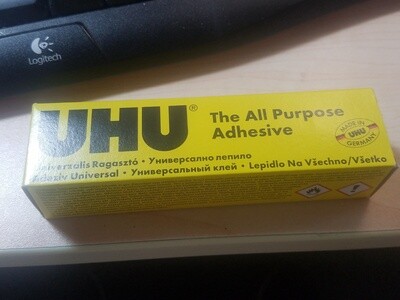 Logitech
UHU®
The All Purpose
Adhesive
MADE IN
UHU
GERMANY
Univerzális Ragasztó • Универсално лепило
Adeziv Universal • Универсальный клей • Lepidlo Na Všechno/Všetko